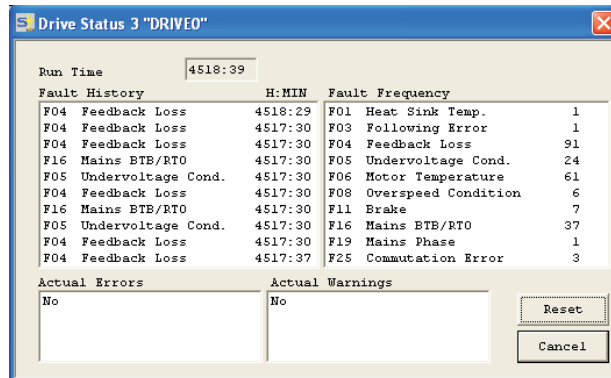 Drive Status 3 "DRIVE0"
Run Time 4518:39
Fault History H:MIN Fault Frequency
F04 Feedback Loss 4518:29 F01 Heat Sink Temp. 1
F04 Feedback Loss 4517:30 F03 Following Error 1
F04 Feedback Loss 4517:30 F04 Feedback Loss 91
F16 Mains BTB/RTO 4517:30 F05 Undervoltage Cond. 24
F05 Undervoltage Cond. 4517:30 F06 Motor Temperature 61
F04 Feedback Loss 4517:30 F08 Overspeed Condition 6
F16 Mains BTB/RTO 4517:30 F11 Brake 7
F05 Undervoltage Cond. 4517:30 F16 Mains BTB/RTO 37
F04 Feedback Loss 4517:30 F19 Mains Phase 1
F04 Feedback Loss 4517:37 F25 Commutation Error 3
Actual Errors Actual Warnings
No No
Reset
Cancel